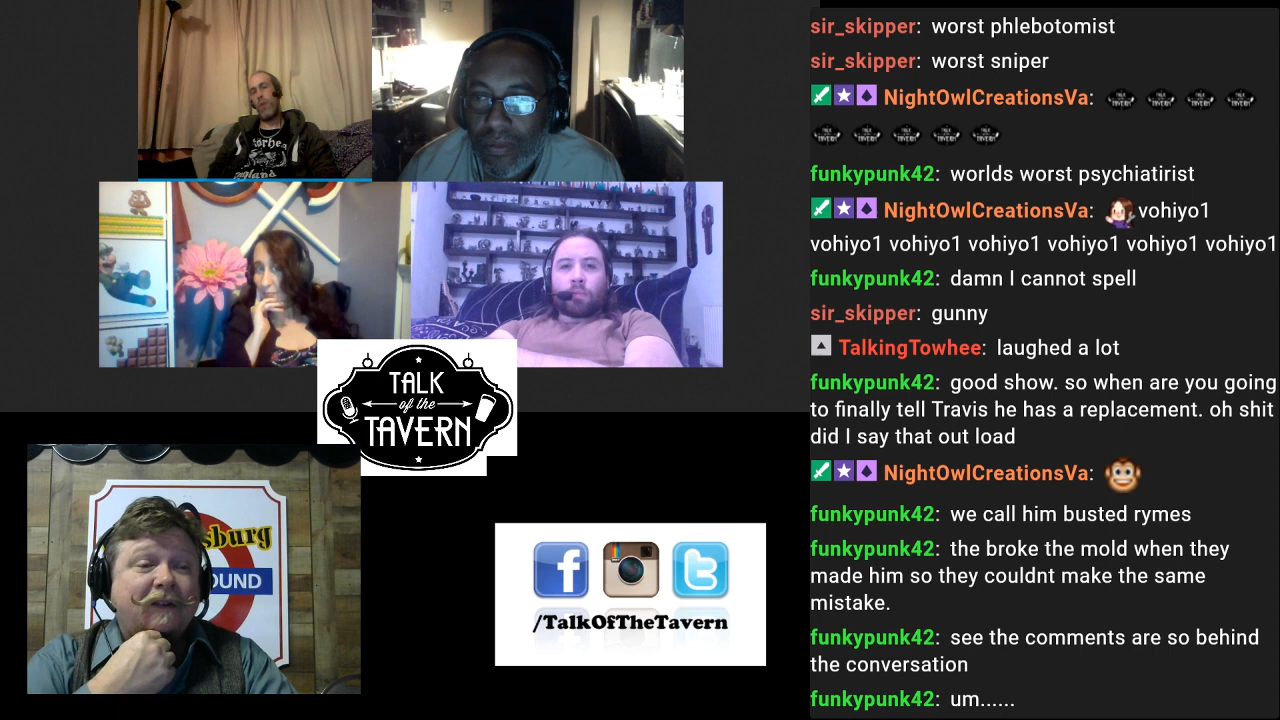 TALK
of the
TAVERN
sburg
OUND
/TalkOfTheTavern
sir_skipper: worst phlebotomist
sir_skipper: worst sniper
NightOwlCreationsVa:
funkypunk42: worlds worst psychiatirist
NightOwlCreationsVa: vohiyo1
vohiyo1 vohiyo1 vohiyo1 vohiyo1 vohiyo1 vohiyo1
funkypunk42: damn I cannot spell
sir_skipper: gunny
TalkingTowhee: laughed a lot
funkypunk42: good show. so when are you going
to finally tell Travis he has a replacement. oh shit
did I say that out load
NightOwlCreationsVa:
funkypunk42: we call him busted rymes
funkypunk42: the broke the mold when they
made him so they couldnt make the same
mistake.
funkypunk42: see the comments are so behind
the conversation
funkypunk42: um......